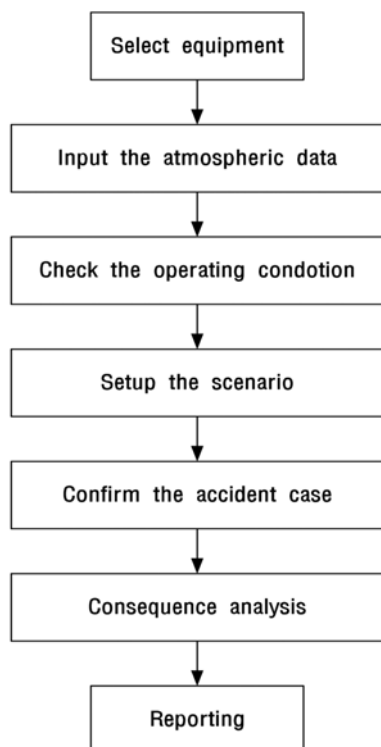 Select equipment
Input the atmospheric data
Check the operating condotion
Setup the scenario
Confirm the accident case
Consequence analysis
Reporting